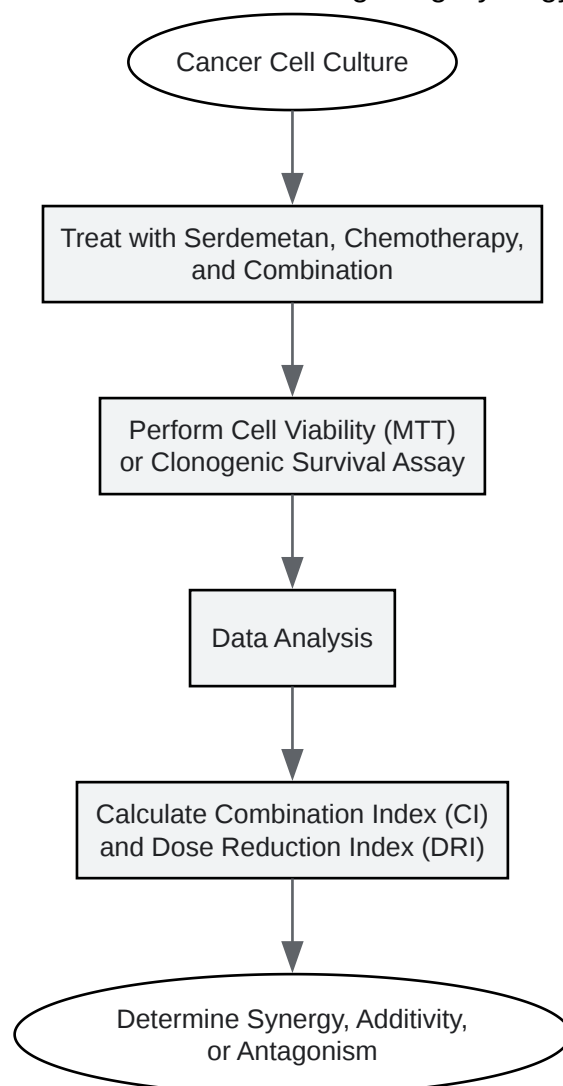 Cancer Cell Culture
Treat with Serdemetan, Chemotherapy,
and Combination
Perform Cell Viability (MTT)
or Clonogenic Survival Assay
Data Analysis
Calculate Combination Index (CI)
and Dose Reduction Index (DRI)
Determine Synergy, Additivity,
or Antagonism